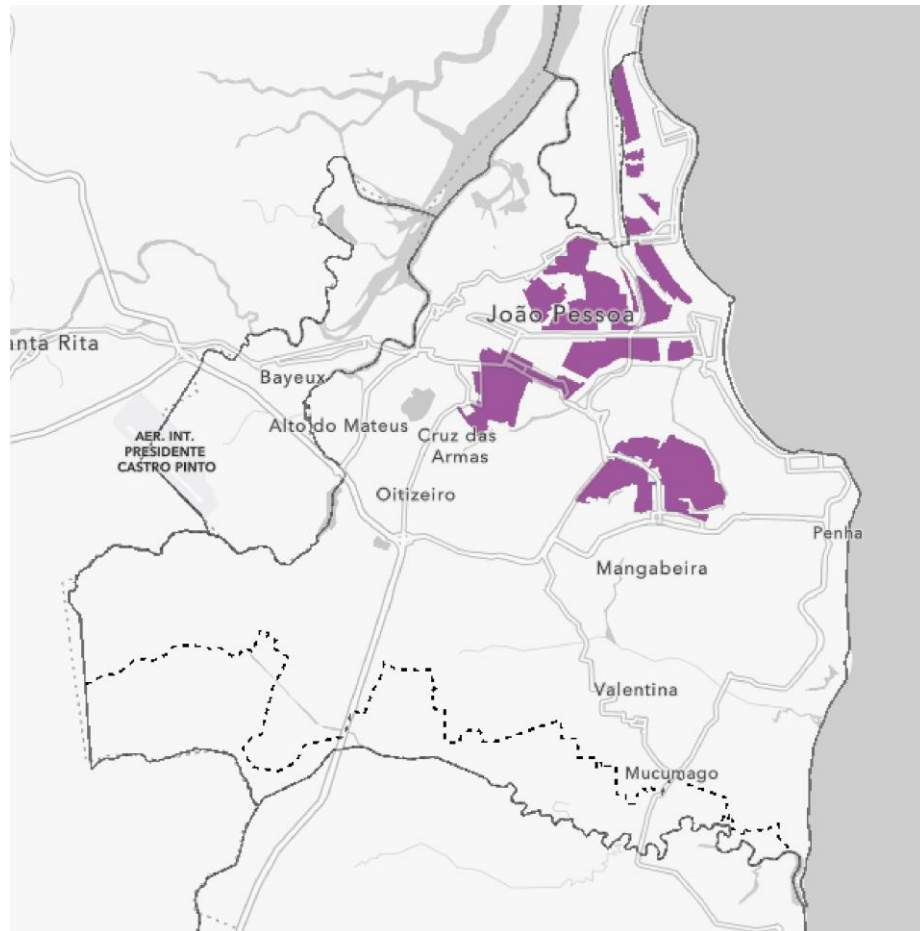 João Pessoa
anta Rita
Bayeux
Alto do Mateus
Cruz das
Armas
AER. INT.
PRESIDENTE
CASTRO PINTO
Oitizeiro
Penha
Mangabeira
Valentina
Mucumago